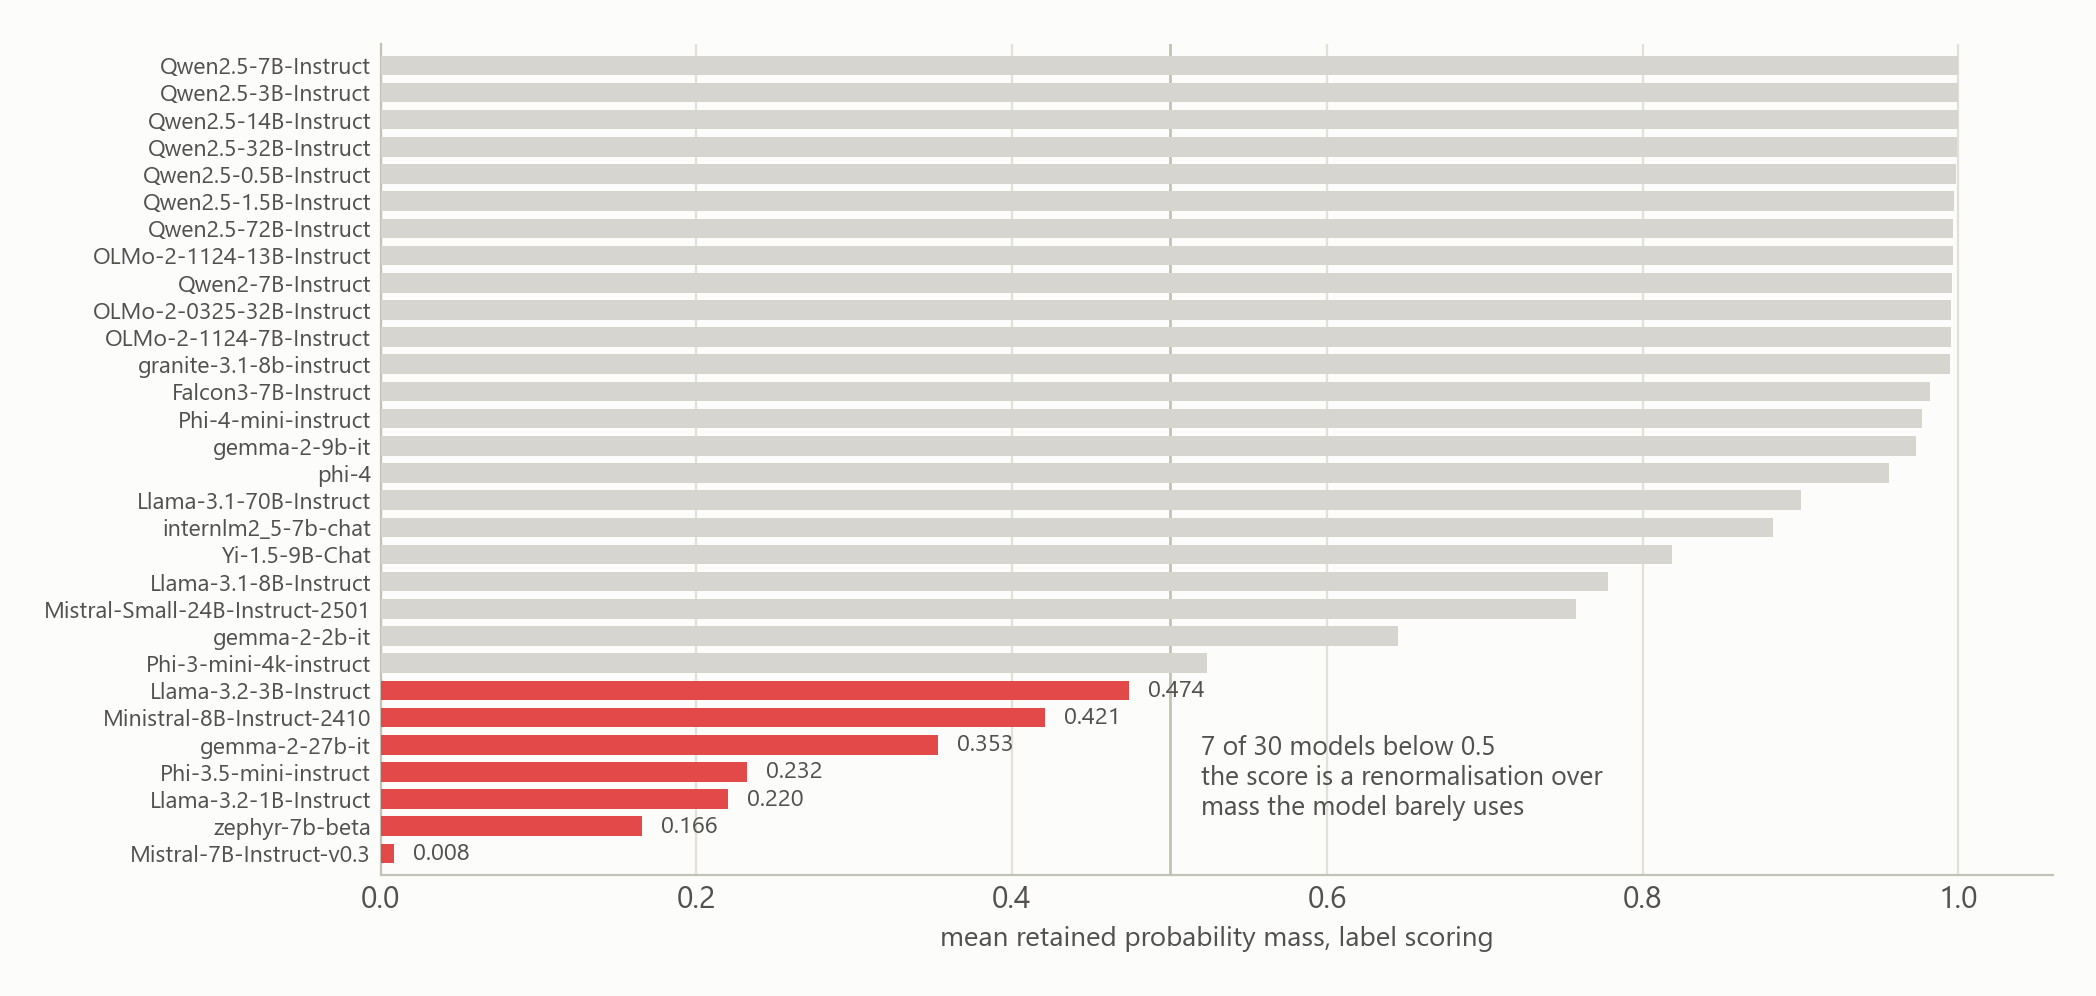 Qwen2.5-7B-Instruct
Qwen2.5-3B-Instruct
Qwen2.5-14B-Instruct
Qwen2.5-32B-Instruct
Qwen2.5-0.5B-Instruct
Qwen2.5-1.5B-Instruct
Qwen2.5-72B-Instruct
OLMo-2-1124-13B-Instruct
Qwen2-7B-Instruct
OLMo-2-0325-32B-Instruct
OLMo-2-1124-7B-Instruct
granite-3.1-8b-instruct
Falcon3-7B-Instruct
Phi-4-mini-instruct
gemma-2-9b-it
phi-4
Llama-3.1-70B-Instruct
internlm2_5-7b-chat
Yi-1.5-9B-Chat
Llama-3.1-8B-Instruct
Mistral-Small-24B-Instruct-2501
gemma-2-2b-it
Phi-3-mini-4k-instruct
Llama-3.2-3B-Instruct 0.474
Ministral-8B-Instruct-2410 0.421
gemma-2-27b-it 0.353
Phi-3.5-mini-instruct 0.232
Llama-3.2-1B-Instruct 0.220
zephyr-7b-beta 0.166
Mistral-7B-Instruct-v0.3 0.008
7 of 30 models below 0.5
the score is a renormalisation over
mass the model barely uses
0.0 0.2 0.4 0.6 0.8 1.0
mean retained probability mass, label scoring